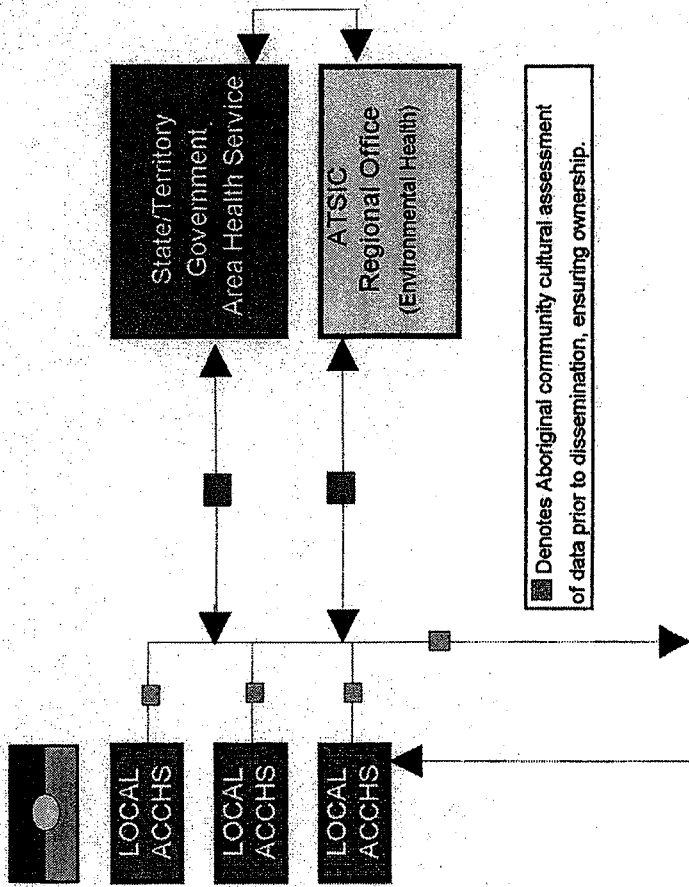 LOCAL
ACCHS
LOCAL
ACCHS
LOCAL
ACCHS
State/Territory
Government
Area Health Service
ATSIC
Regional Office
(Environmental Health)
Denotes Aboriginal community cultural assessment
of data prior to dissemination, ensuring ownership.